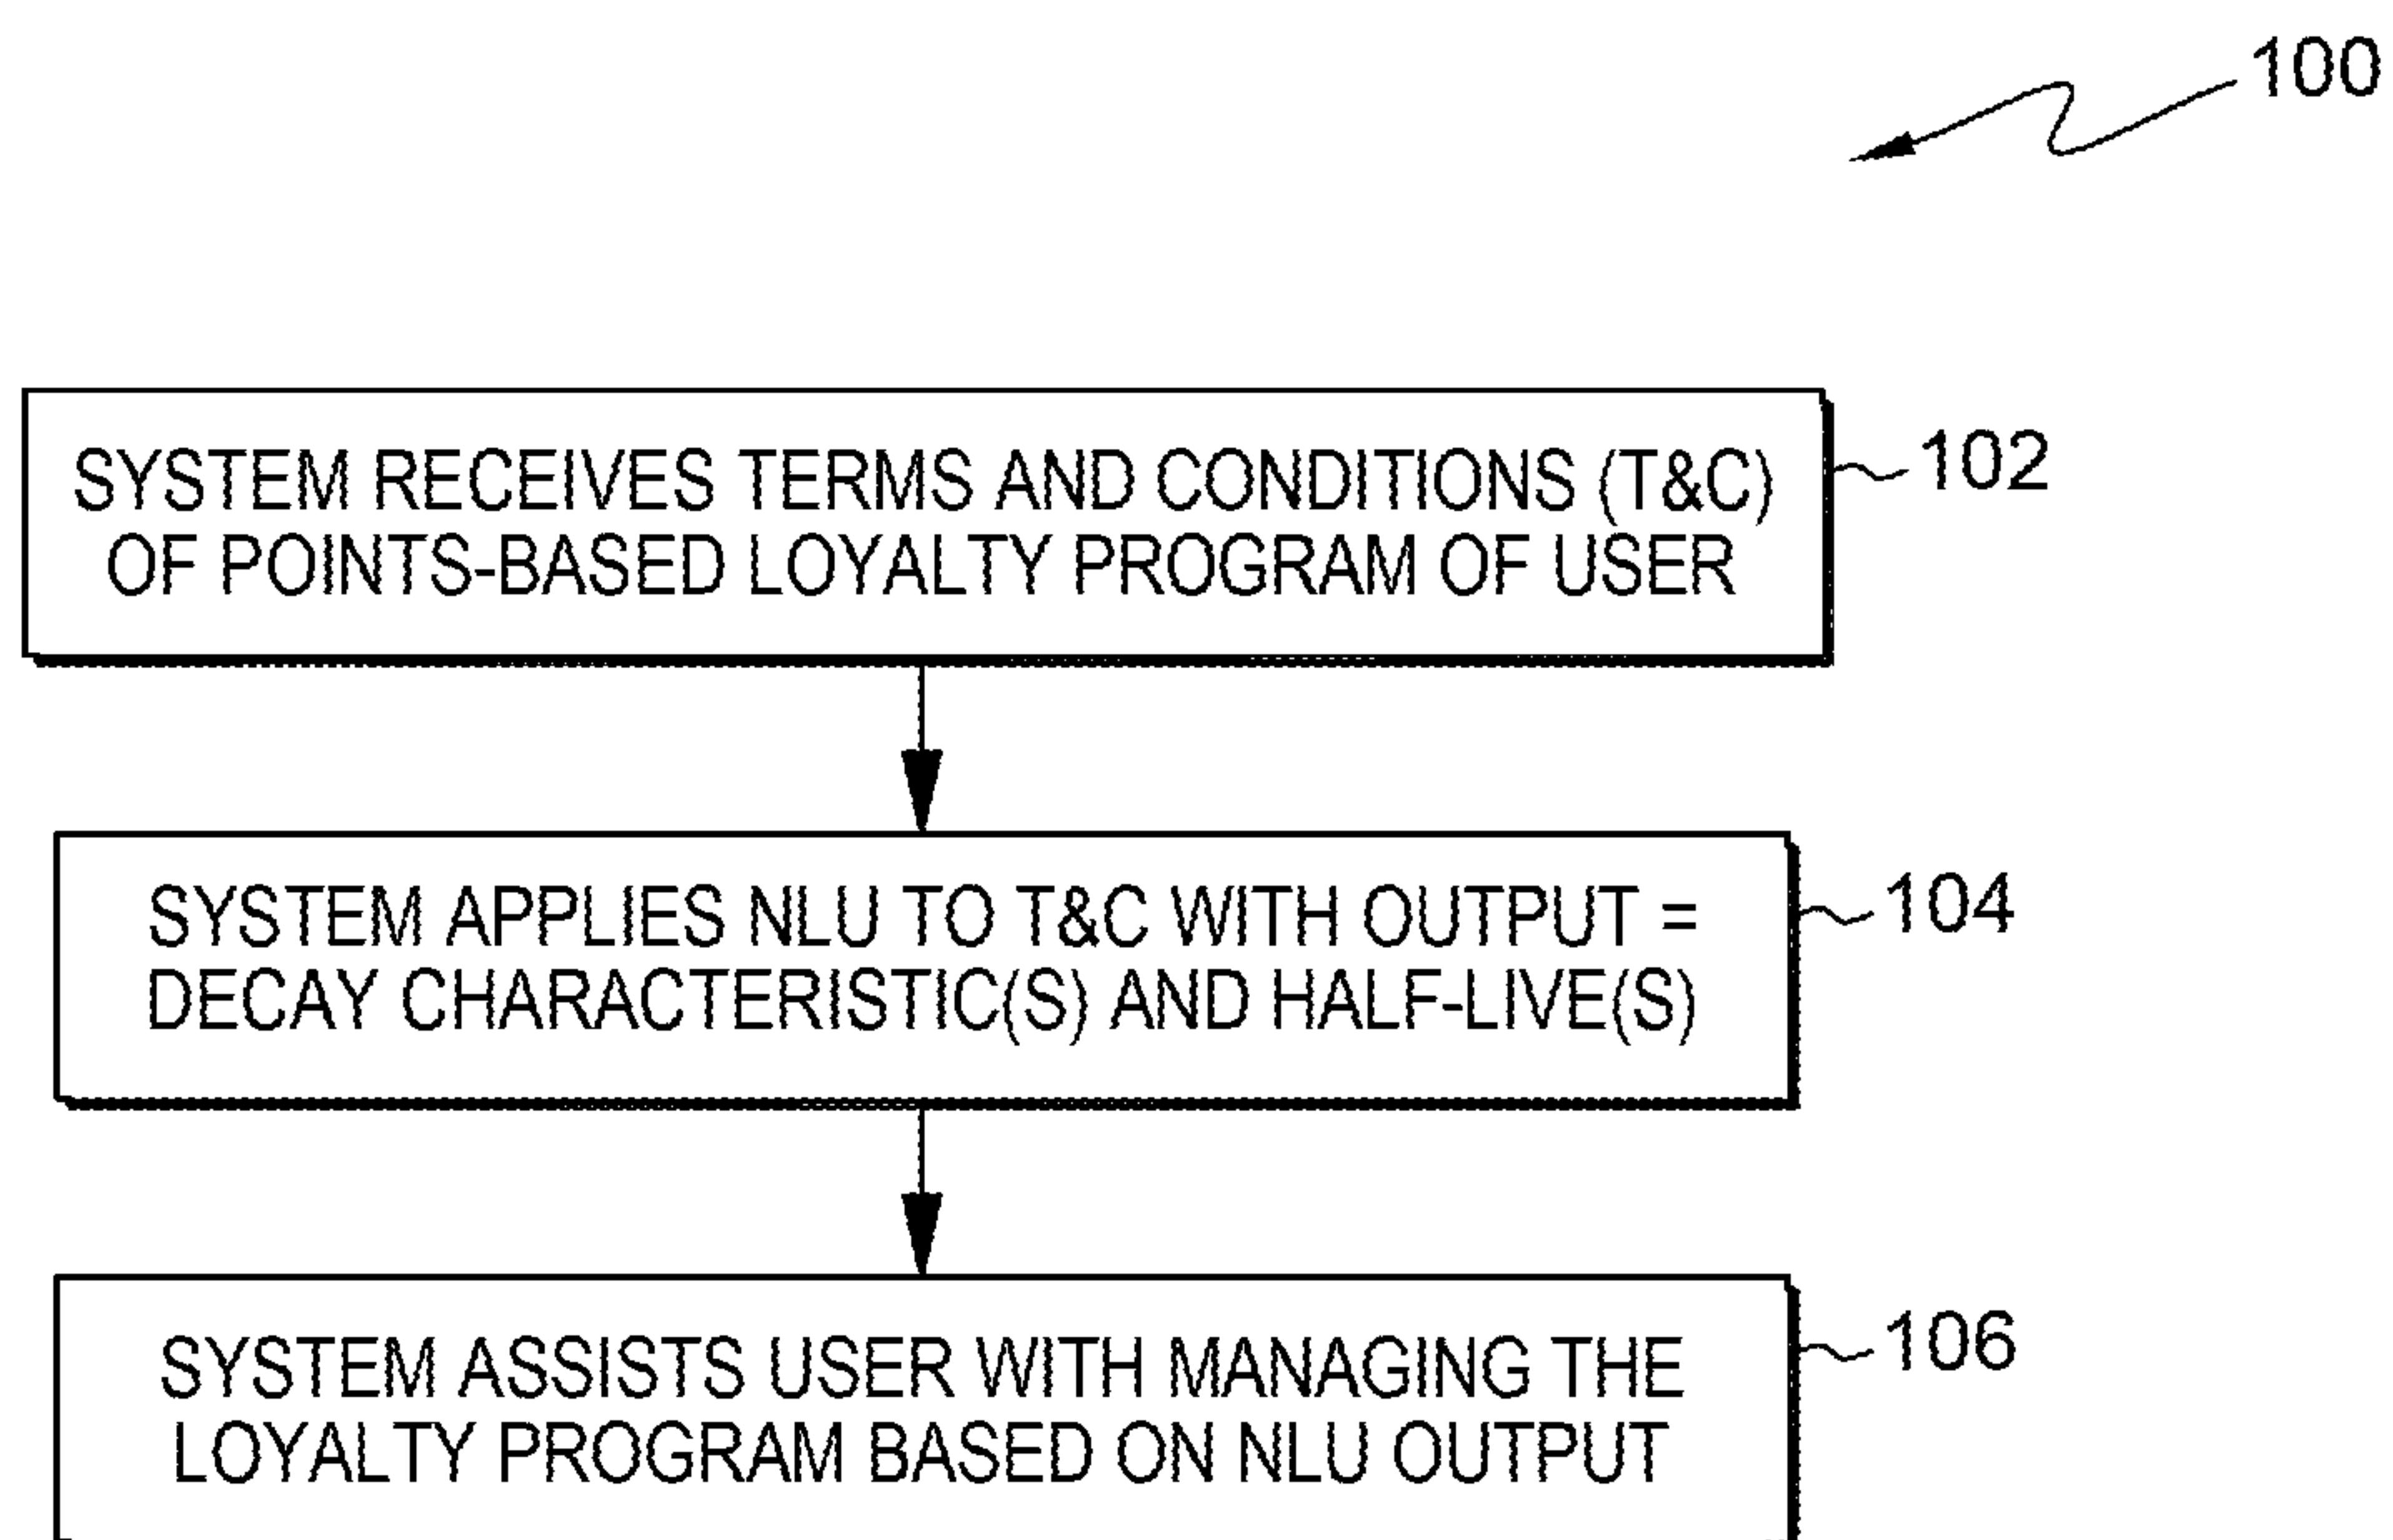 100
SYSTEM RECEIVES TERMS AND CONDITIONS (T&C)
OF POINTS-BASED LOYALTY PROGRAM OF USER
102
SYSTEM APPLIES NLU TO T&C WITH OUTPUT =
DECAY CHARACTERISTIC(S) AND HALF-LIVE(S)
104
SYSTEM ASSISTS USER WITH MANAGING THE
LOYALTY PROGRAM BASED ON NLU OUTPUT
106